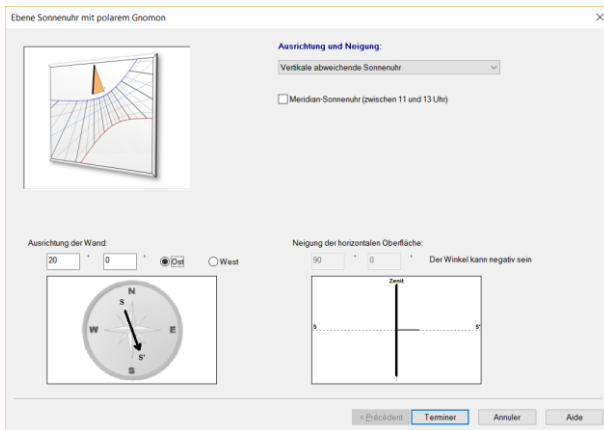 Ebene Sonnenuhr mit polarem Gnomon
Ausrichtung und Neigung:
Vertikale abweichende Sonnenuhr
Meridian-Sonnenuhr (zwischen 11 und 13 Uhr)
Ausrichtung der Wand:
20 ° 0 ' Ost West
N
S
W E
S'
S
Neigung der horizontalen Oberfläche:
90 ° 0 ' Der Winkel kann negativ sein
Zenit
S S'
< Précédent Terminer Annuler Aide